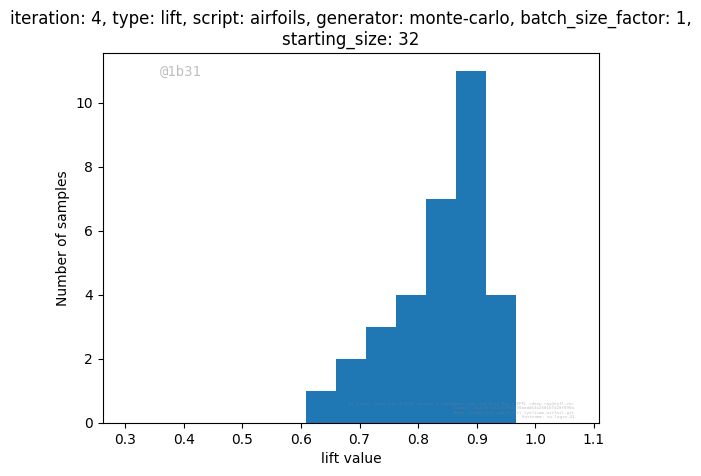 iteration: 4, type: lift, script: airfoils, generator: monte-carlo, batch_size_factor: 1,
starting_size: 32
@1b31
10
8
6
4
2
0
Number of samples
0.3 0.4 0.5 0.6 0.7 0.8 0.9 1.0 1.1
lift value